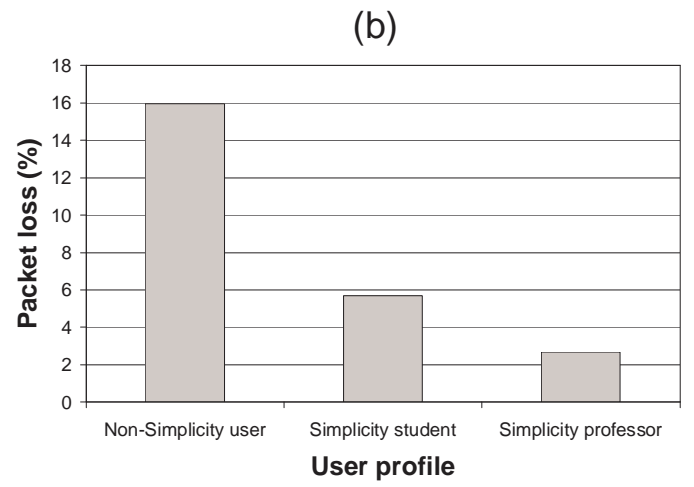 (b)
18
16
14
12
10
8
6
4
2
0
Packet loss (%)
Non-Simplicity user Simplicity student Simplicity professor
User profile